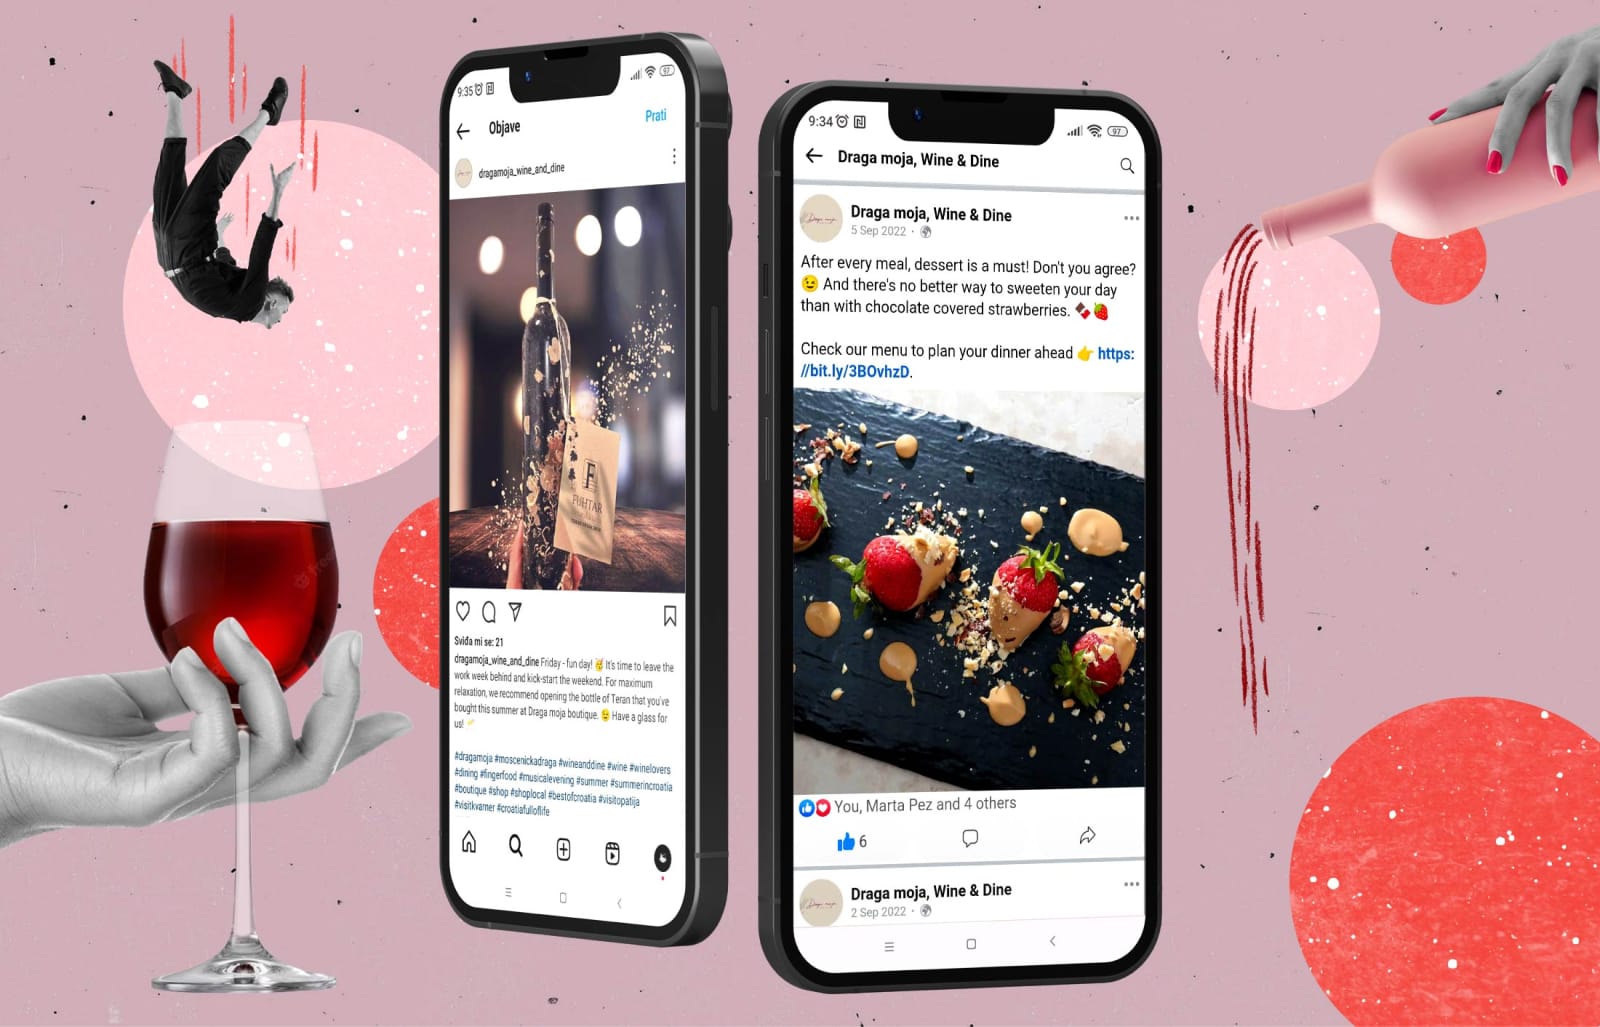 9:35
97
Objave
Prati
dragamoja_wine_and_dine
F
FUHTAR
Sviđa mi se: 21
dragamoja_wine_and_dine Friday - fun day! 🥳 It's time to leave the
work week behind and kick-start the weekend. For maximum
relaxation, we recommend opening the bottle of Teran that you've
bought this summer at Draga moja boutique. 😉 Have a glass for
us! 🥂
#dragamoja #moscenickadraga #wineanddine #wine #winelovers
#dining #fingerfood #musicalevening #summer #summerincroatia
#boutique #shop #shoplocal #bestofcroatia #visitopatija
#visitkvarner #croatiafulloflife
9:34
97
Draga moja, Wine & Dine
Draga moja, Wine & Dine
5 Sep 2022
After every meal, dessert is a must! Don't you agree?
😉 And there's no better way to sweeten your day
than with chocolate covered strawberries. 🍫🍓
Check our menu to plan your dinner ahead 👉 https:
//bit.ly/3BOvhzD.
You, Marta Pez and 4 others
6
Draga moja, Wine & Dine
2 Sep 2022